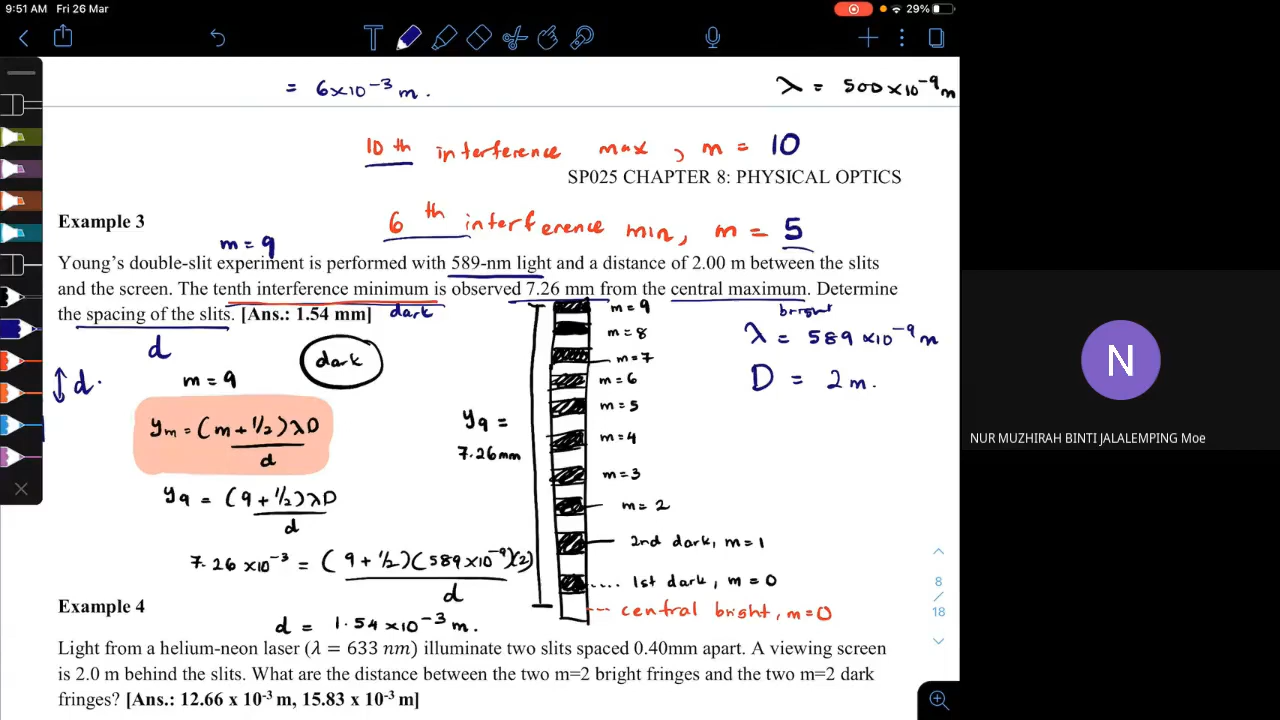 9:51 AM Fri 26 Mar
29%
= 6x10⁻³ m.
λ = 500x10⁻⁹ m
10 th interference max, m = 10
SP025 CHAPTER 8: PHYSICAL OPTICS
Example 3
6 th interference min, m = 5
m = 9
Young's double-slit experiment is performed with 589-nm light and a distance of 2.00 m between the slits
and the screen. The tenth interference minimum is observed 7.26 mm from the central maximum. Determine
the spacing of the slits. [Ans.: 1.54 mm]
dark
bright
d
dark
m = 9
m = 8
m = 7
m = 6
m = 5
m = 4
m = 3
m = 2
2nd dark, m = 1
1st dark, m = 0
central bright, m = 0
λ = 589 x10⁻⁹ m
D = 2 m.
d.
m = 9
yₘ = (m + 1/2) λD
d
y₉ =
7.26mm
y₉ = (9 + 1/2) λD
d
7.26 x10⁻³ = (9 + 1/2)(589 x10⁻⁹)(2)
d
d = 1.54 x10⁻³ m.
Example 4
Light from a helium-neon laser (λ = 633 nm) illuminate two slits spaced 0.40mm apart. A viewing screen
is 2.0 m behind the slits. What are the distance between the two m=2 bright fringes and the two m=2 dark
fringes? [Ans.: 12.66 x 10⁻³ m, 15.83 x 10⁻³ m]
8
/
18
N
NUR MUZHIRAH BINTI JALALEMPING Moe